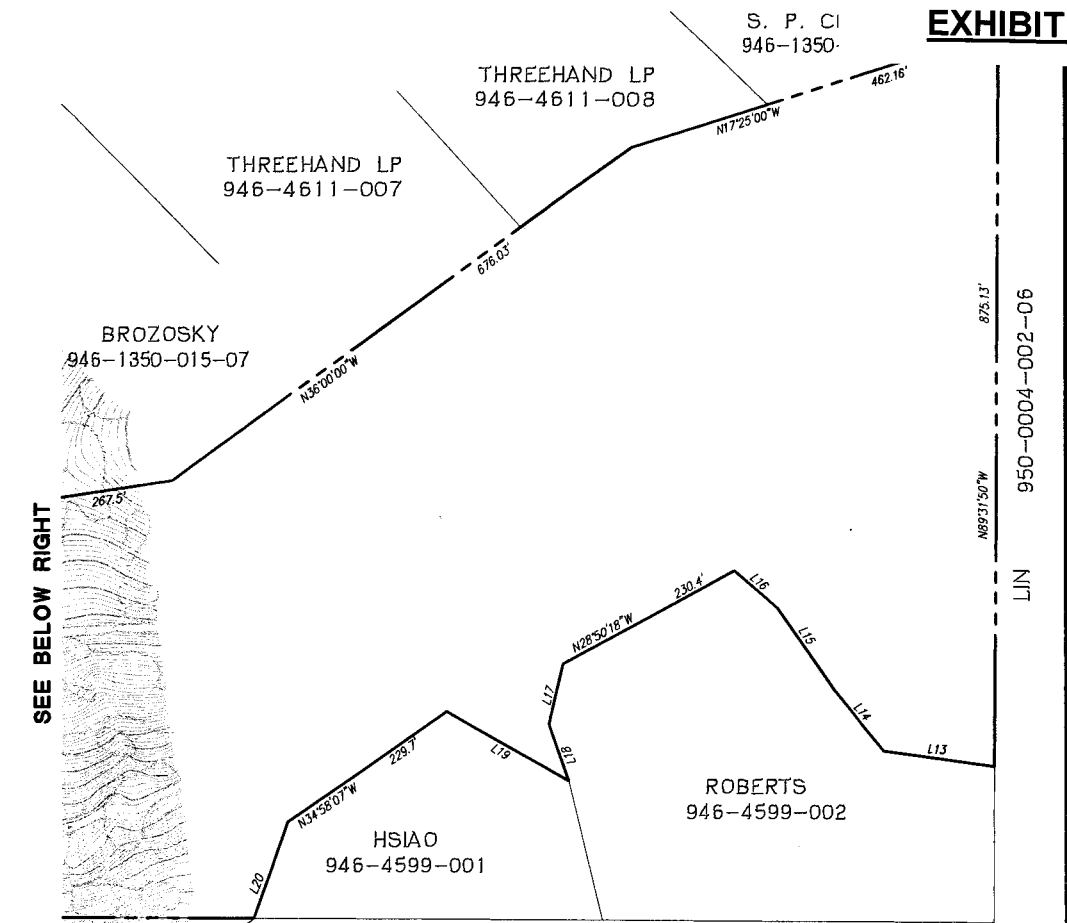 EXHIBIT
S. P. CI
946-1350-
THREEHAND LP
946-4611-008
462.16'
N17°25'00"W
THREEHAND LP
946-4611-007
676.03'
BROZOSKY
946-1350-015-07
N36°00'00"W
267.5'
875.13'
N89°31'50"W
LIN 950-0004-002-06
SEE BELOW RIGHT
230.4'
N28°50'18"W
L16
L15
L14
L13
L17
L18
L19
229.7'
N34°58'07"W
L20
ROBERTS
946-4599-002
HSIAO
946-4599-001